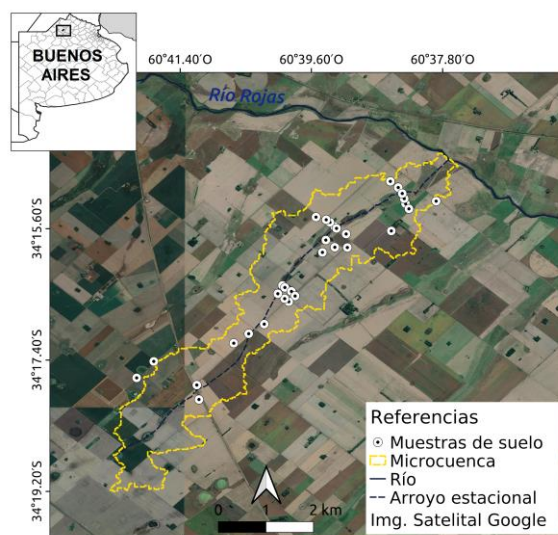 BUENOS
AIRES
60°41.40'O
60°39.60'O
60°37.80'O
Río Rojas
34°15.60'S
34°17.40'S
34°19.20'S
Referencias
Muestras de suelo
Microcuenca
Río
Arroyo estacional
Img. Satelital Google
0 1 2 km